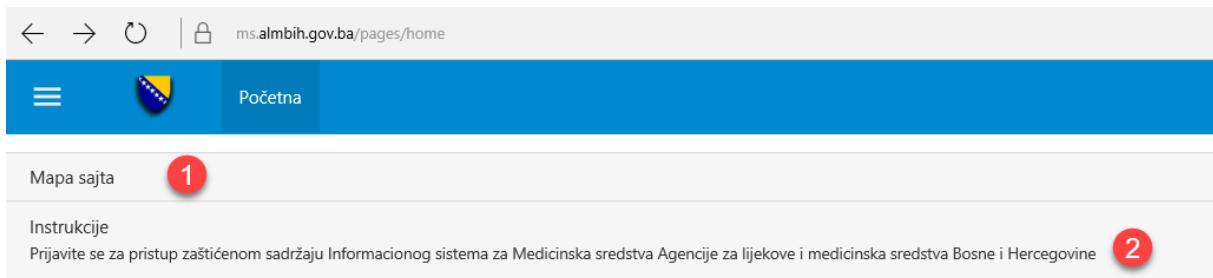 ms.almbih.gov.ba/pages/home
Početna
Mapa sajta 1
Instrukcije
Prijavite se za pristup zaštićenom sadržaju Informacionog sistema za Medicinska sredstva Agencije za lijekove i medicinska sredstva Bosne i Hercegovine 2